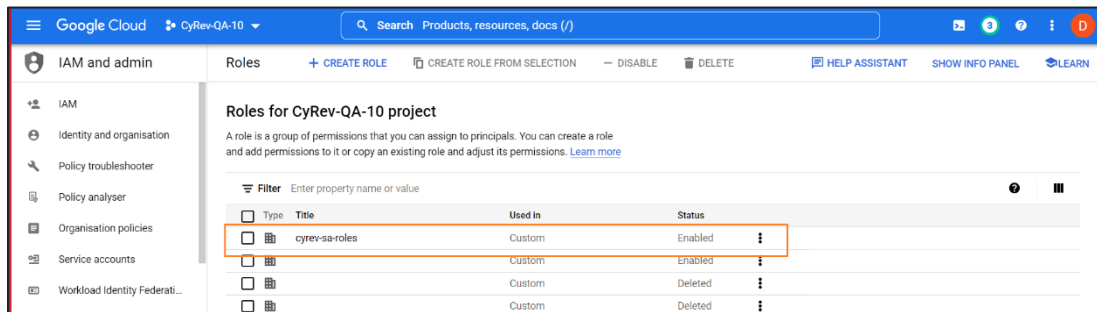 Google Cloud CyRev-QA-10 Search Products, resources, docs (/) 3 D
IAM and admin Roles CREATE ROLE CREATE ROLE FROM SELECTION DISABLE DELETE HELP ASSISTANT SHOW INFO PANEL LEARN
IAM
Identity and organisation
Policy troubleshooter
Policy analyser
Organisation policies
Service accounts
Workload Identity Federati...
Roles for CyRev-QA-10 project
A role is a group of permissions that you can assign to principals. You can create a role
and add permissions to it or copy an existing role and adjust its permissions. Learn more
Filter Enter property name or value
Type Title Used in Status
cyrev-sa-roles Custom Enabled
Custom Enabled
Custom Deleted
Custom Deleted